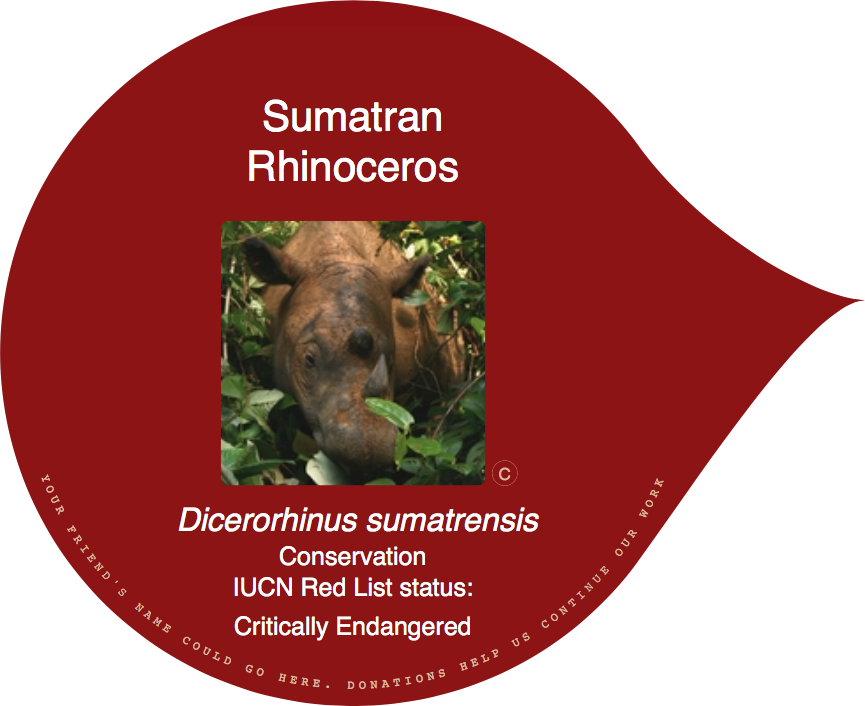 Sumatran
Rhinoceros
©
Dicerorhinus sumatrensis
Conservation
IUCN Red List status:
Critically Endangered
YOUR FRIEND'S NAME COULD GO HERE. DONATIONS HELP US CONTINUE OUR WORK